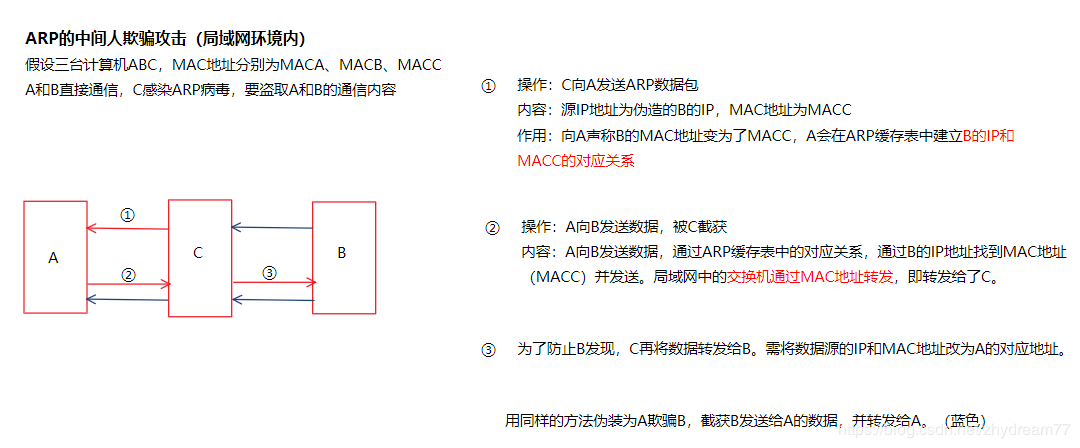 ARP的中间人欺骗攻击（局域网环境内）
假设三台计算机ABC，MAC地址分别为MACA、MACB、MACC
A和B直接通信，C感染ARP病毒，要盗取A和B的通信内容
① 操作：C向A发送ARP数据包
内容：源IP地址为伪造的B的IP，MAC地址为MACC
作用：向A声称B的MAC地址变为了MACC，A会在ARP缓存表中建立B的IP和
MACC的对应关系
①
A
C
B
②
③
② 操作：A向B发送数据，被C截获
内容：A向B发送数据，通过ARP缓存表中的对应关系，通过B的IP地址找到MAC地址
（MACC）并发送。局域网中的交换机通过MAC地址转发，即转发给了C。
③ 为了防止B发现，C再将数据转发给B。需将数据源的IP和MAC地址改为A的对应地址。
用同样的方法伪装为A欺骗B，截获B发送给A的数据，并转发给A。（蓝色）
https://blog.csdn.net/zhydream77